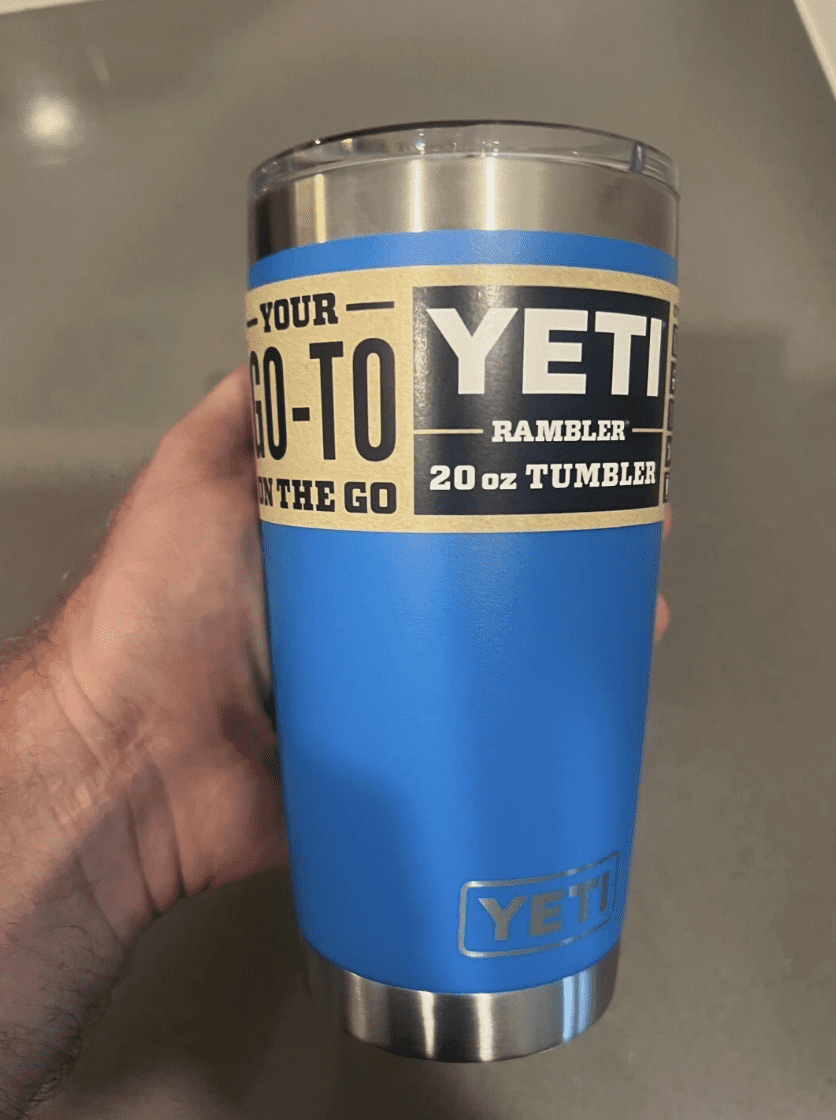 YOUR
GO-TO
ON THE GO
YETI
RAMBLER
20 oz TUMBLER
YETI